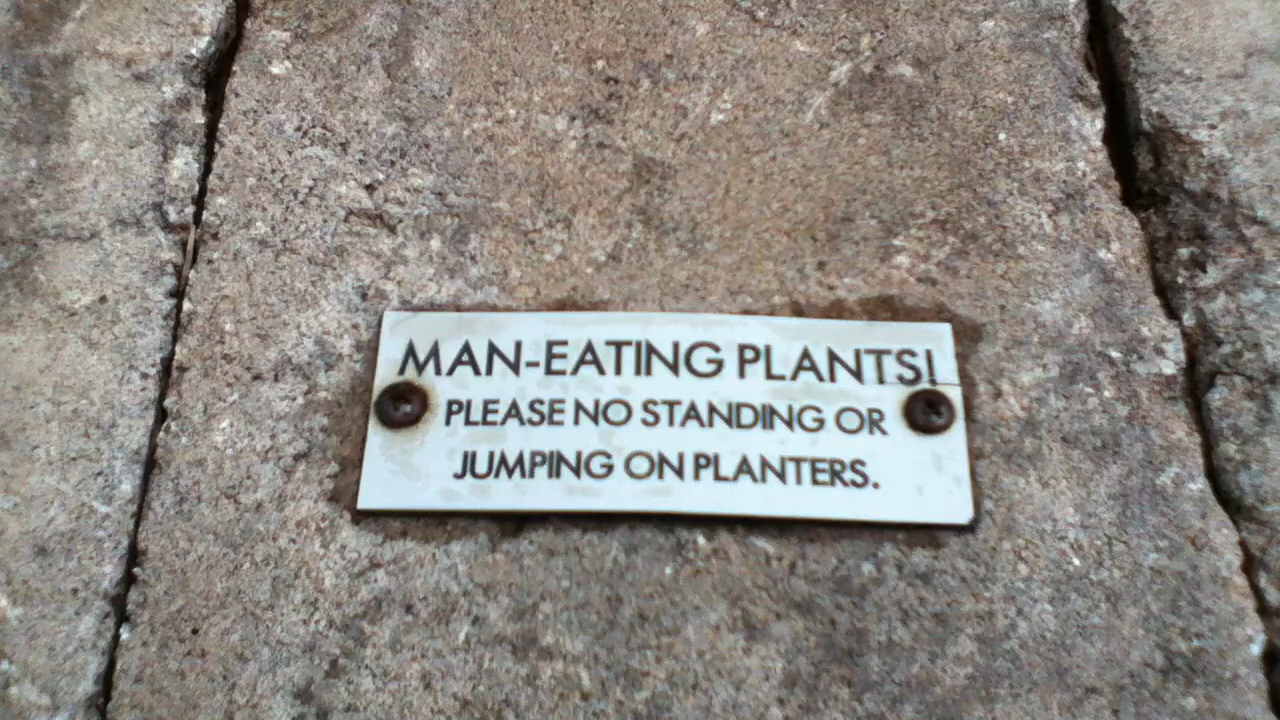 MAN-EATING PLANTS!
PLEASE NO STANDING OR
JUMPING ON PLANTERS.